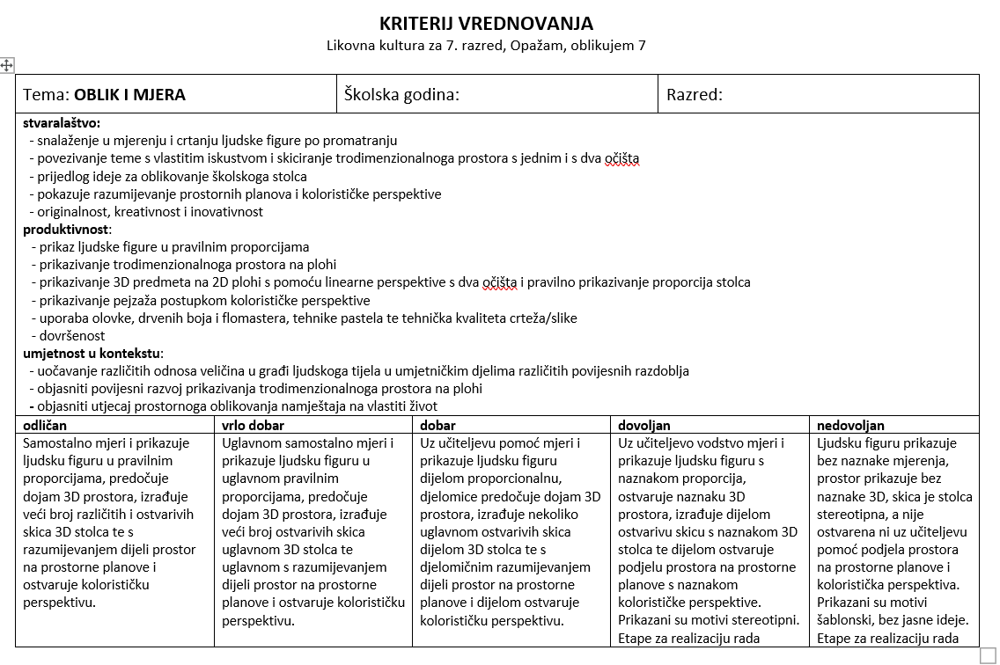 KRITERIJ VREDNOVANJA
Likovna kultura za 7. razred, Opažam, oblikujem 7
Tema: OBLIK I MJERA
Školska godina:
Razred:
stvaralaštvo:
- snalaženje u mjerenju i crtanju ljudske figure po promatranju
- povezivanje teme s vlastitim iskustvom i skiciranje trodimenzionalnoga prostora s jednim i s dva očišta
- prijedlog ideje za oblikovanje školskoga stolca
- pokazuje razumijevanje prostornih planova i kolorističke perspektive
- originalnost, kreativnost i inovativnost
produktivnost:
- prikaz ljudske figure u pravilnim proporcijama
- prikazivanje trodimenzionalnoga prostora na plohi
- prikazivanje 3D predmeta na 2D plohi s pomoću linearne perspektive s dva očišta i pravilno prikazivanje proporcija stolca
- prikazivanje pejzaža postupkom kolorističke perspektive
- uporaba olovke, drvenih boja i flomastera, tehnike pastela te tehnička kvaliteta crteža/slike
- dovršenost
umjetnost u kontekstu:
- uočavanje različitih odnosa veličina u građi ljudskoga tijela u umjetničkim djelima različitih povijesnih razdoblja
- objasniti povijesni razvoj prikazivanja trodimenzionalnoga prostora na plohi
- objasniti utjecaj prostornoga oblikovanja namještaja na vlastiti život
odličan
Samostalno mjeri i prikazuje
ljudsku figuru u pravilnim
proporcijama, predočuje
dojam 3D prostora, izrađuje
veći broj različitih i ostvarivih
skica 3D stolca te s
razumijevanjem dijeli prostor
na prostorne planove i
ostvaruje kolorističku
perspektivu.
vrlo dobar
Uglavnom samostalno mjeri i
prikazuje ljudsku figuru u
uglavnom pravilnim
proporcijama, predočuje
dojam 3D prostora, izrađuje
veći broj ostvarivih skica
uglavnom 3D stolca te
uglavnom s razumijevanjem
dijeli prostor na prostorne
planove i ostvaruje kolorističku
perspektivu.
dobar
Uz učiteljevu pomoć mjeri i
prikazuje ljudsku figuru
dijelom proporcionalnu,
djelomice predočuje dojam 3D
prostora, izrađuje nekoliko
uglavnom ostvarivih skica
dijelom 3D stolca te s
djelomičnim razumijevanjem
dijeli prostor na prostorne
planove i dijelom ostvaruje
kolorističku perspektivu.
dovoljan
Uz učiteljevo vodstvo mjeri i
prikazuje ljudsku figuru s
naznakom proporcija,
ostvaruje naznaku 3D
prostora, izrađuje dijelom
ostvarivu skicu s naznakom 3D
stolca te dijelom ostvaruje
podjelu prostora na prostorne
planove s naznakom
kolorističke perspektive.
Prikazani su motivi stereotipni.
Etape za realizaciju rada
nedovoljan
Ljudsku figuru prikazuje
bez naznake mjerenja,
prostor prikazuje bez
naznake 3D, skica je stolca
stereotipna, a nije
ostvarena ni uz učiteljevu
pomoć podjela prostora
na prostorne planove i
koloristička perspektiva.
Prikazani su motivi
šablonski, bez jasne ideje.
Etape za realizaciju rada